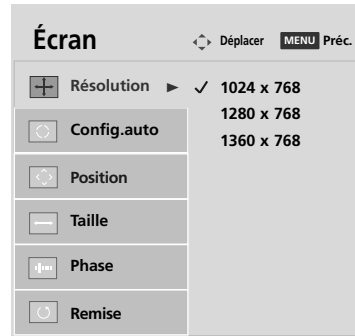 Écran
Déplacer MENU Préc.
Résolution ► ✓ 1024 x 768
1280 x 768
1360 x 768
Config.auto
Position
Taille
Phase
Remise